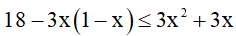 18 − 3x(1 − x) ≤ 3x² + 3x